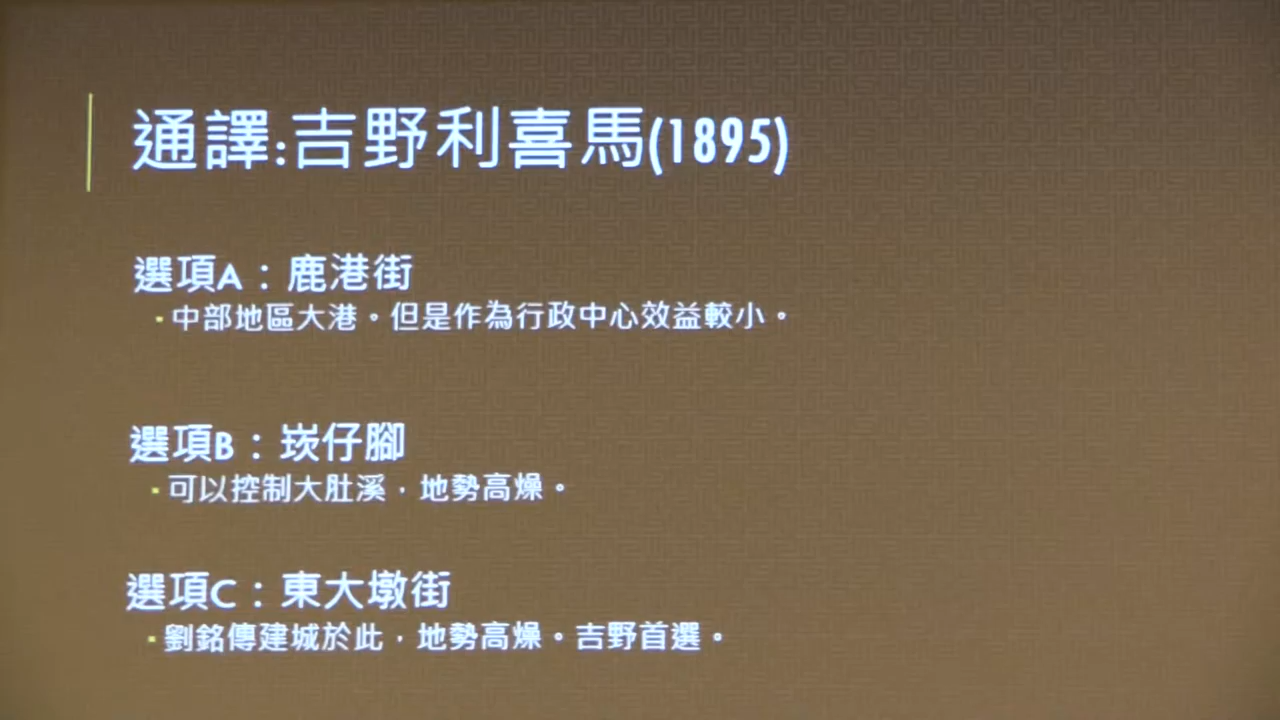 通譯:吉野利喜馬(1895)
選項A：鹿港街
▪中部地區大港。但是作為行政中心效益較小。
選項B：崁仔腳
▪可以控制大肚溪，地勢高燥。
選項C：東大墩街
▪劉銘傳建城於此，地勢高燥。吉野首選。